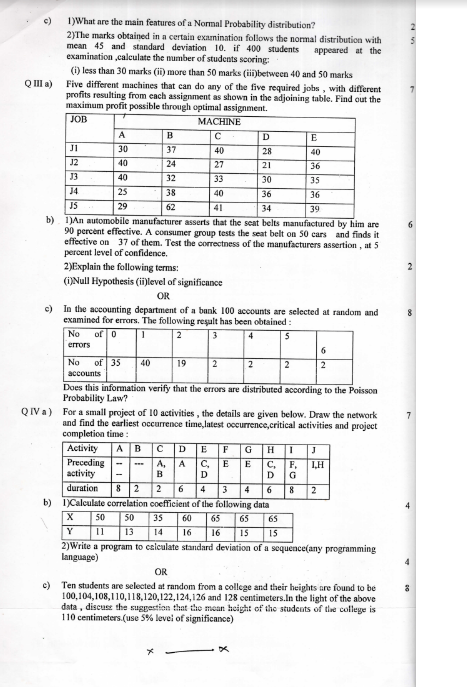 c) 1)What are the main features of a Normal Probability distribution? 2
2)The marks obtained in a certain examination follows the normal distribution with 5
mean 45 and standard deviation 10. if 400 students appeared at the
examination ,calculate the number of students scoring:
(i) less than 30 marks (ii) more than 50 marks (iii)between 40 and 50 marks
Q III a) Five different machines that can do any of the five required jobs , with different 7
profits resulting from each assignment as shown in the adjoining table. Find out the
maximum profit possible through optimal assignment.
JOB MACHINE
A B C D E
J1 30 37 40 28 40
J2 40 24 27 21 36
J3 40 32 33 30 35
J4 25 38 40 36 36
J5 29 62 41 34 39
b) 1)An automobile manufacturer asserts that the seat belts manufactured by him are 6
90 percent effective. A consumer group tests the seat belt on 50 cars and finds it
effective on 37 of them. Test the correctness of the manufacturers assertion , at 5
percent level of confidence.
2)Explain the following terms: 2
(i)Null Hypothesis (ii)level of significance
OR
c) In the accounting department of a bank 100 accounts are selected at random and 8
examined for errors. The following result has been obtained :
No of errors 0 1 2 3 4 5 6
No of accounts 35 40 19 2 2 2 2
Does this information verify that the errors are distributed according to the Poisson
Probability Law?
Q IV a ) For a small project of 10 activities , the details are given below. Draw the network 7
and find the earliest occurrence time,latest occurrence,critical activities and project
completion time :
Activity A B C D E F G H I J
Preceding activity -- --- A, B A C, D E E C, D F, G I,H
duration 8 2 2 6 4 3 4 6 8 2
b) 1)Calculate correlation coefficient of the following data 4
X 50 50 35 60 65 65 65
Y 11 13 14 16 16 15 15
2)Write a program to calculate standard deviation of a sequence(any programming 4
language)
OR
c) Ten students are selected at random from a college and their heights are found to be 8
100,104,108,110,118,120,122,124,126 and 128 centimeters.In the light of the above
data , discuss the suggestion that the mean height of the students of the college is
110 centimeters.(use 5% level of significance)